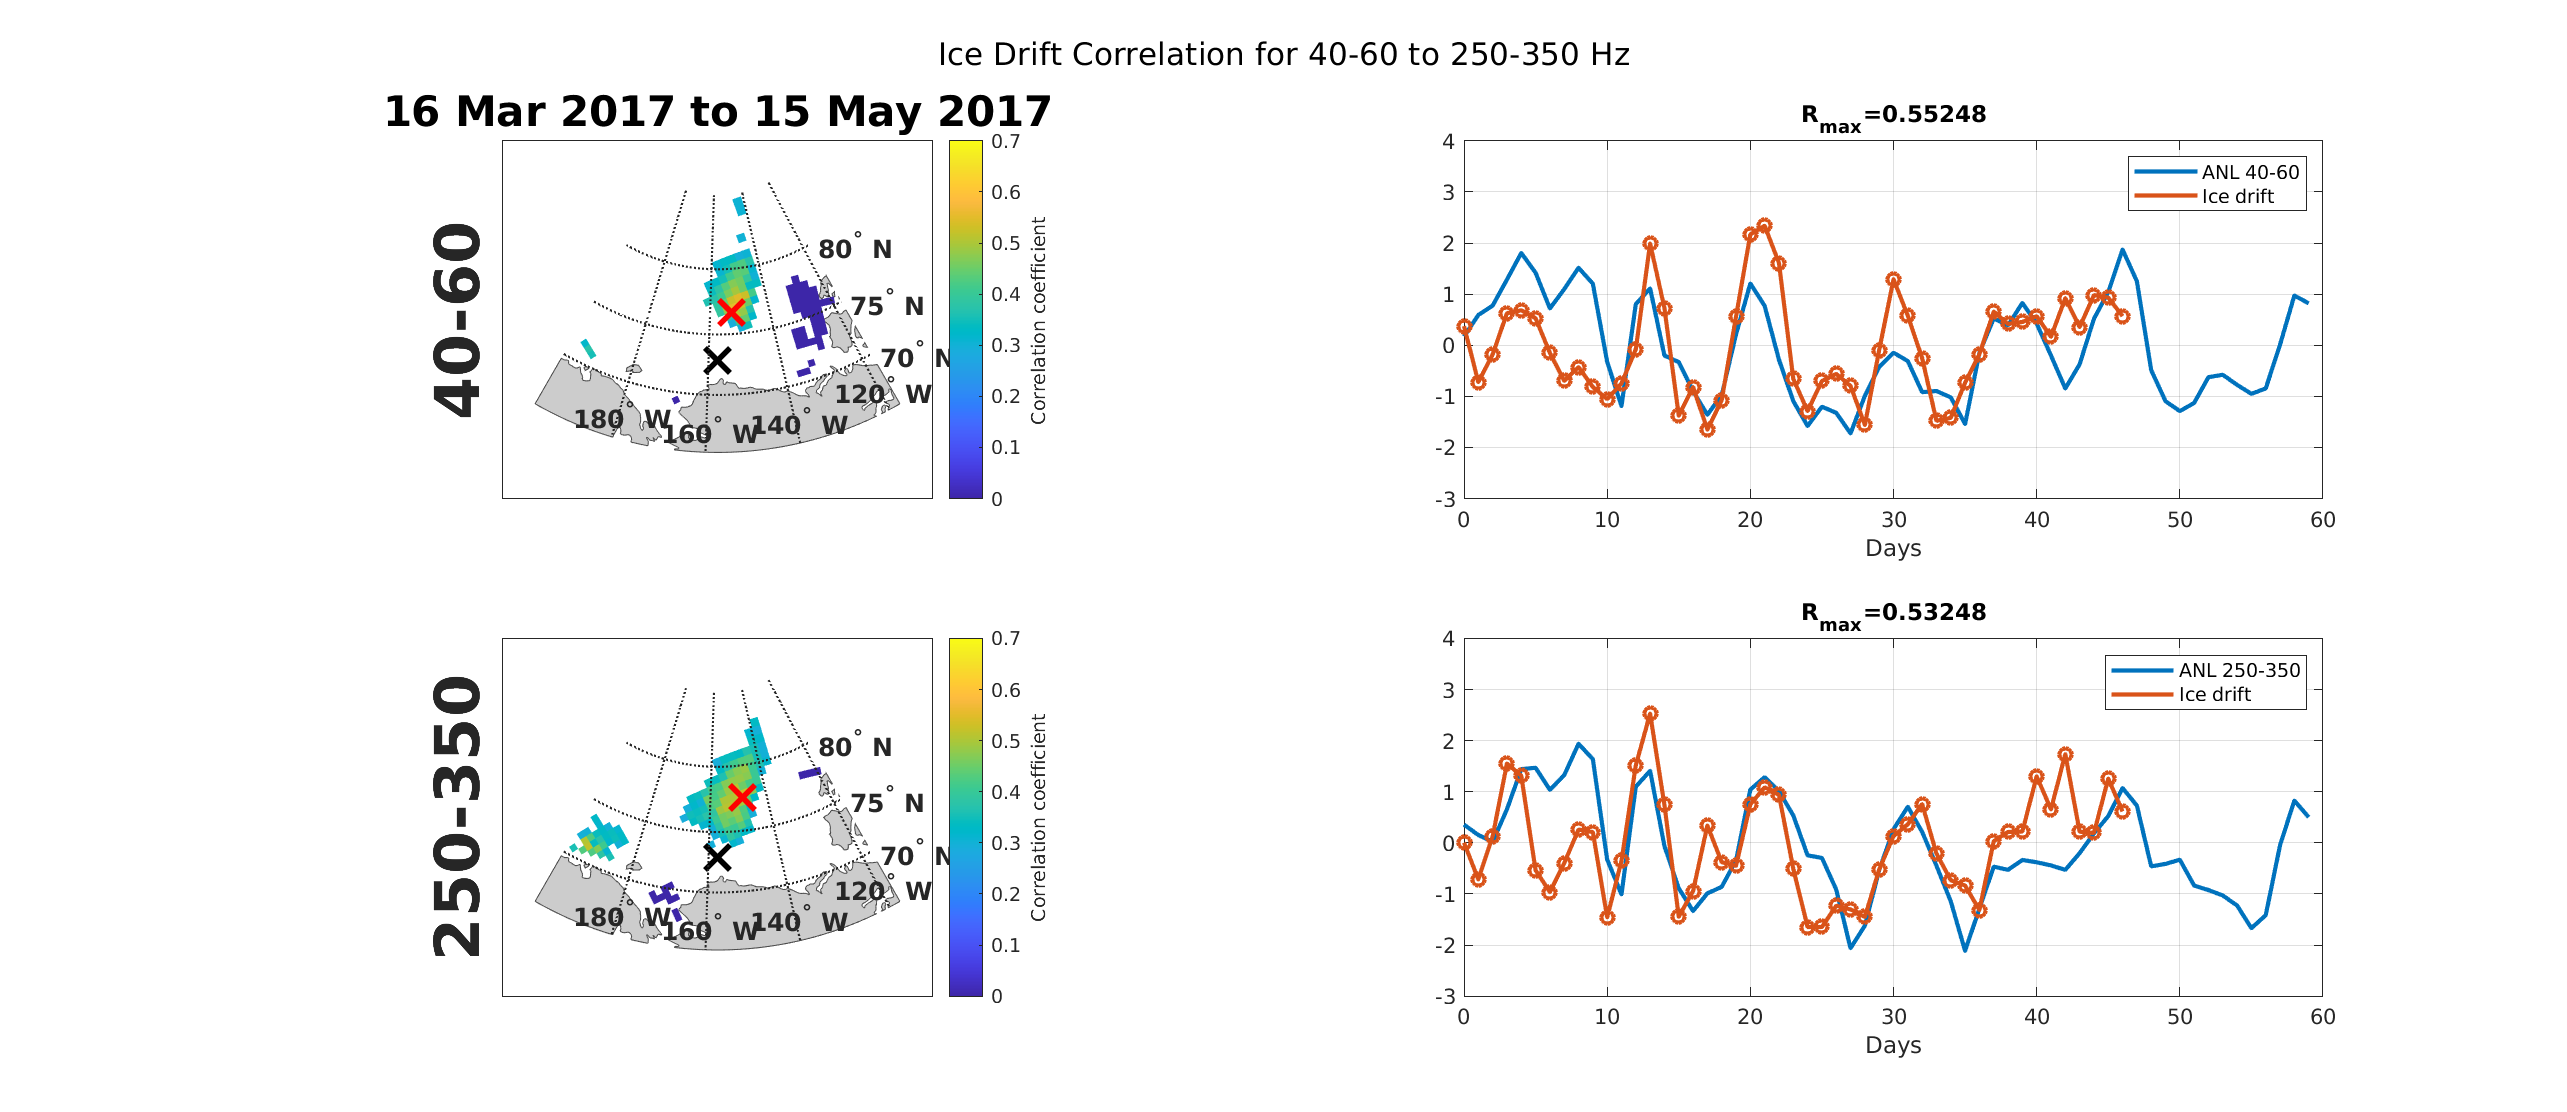 Ice Drift Correlation for 40-60 to 250-350 Hz
16 Mar 2017 to 15 May 2017
40-60
80° N
75° N
70° N
120° W
180° W
160° W
140° W
0.7
0.6
0.5
0.4
0.3
0.2
0.1
0
Correlation coefficient
Rmax=0.55248
4
3
2
1
0
-1
-2
-3
0 10 20 30 40 50 60
Days
ANL 40-60
Ice drift
250-350
80° N
75° N
70° N
120° W
180° W
160° W
140° W
0.7
0.6
0.5
0.4
0.3
0.2
0.1
0
Correlation coefficient
Rmax=0.53248
4
3
2
1
0
-1
-2
-3
0 10 20 30 40 50 60
Days
ANL 250-350
Ice drift